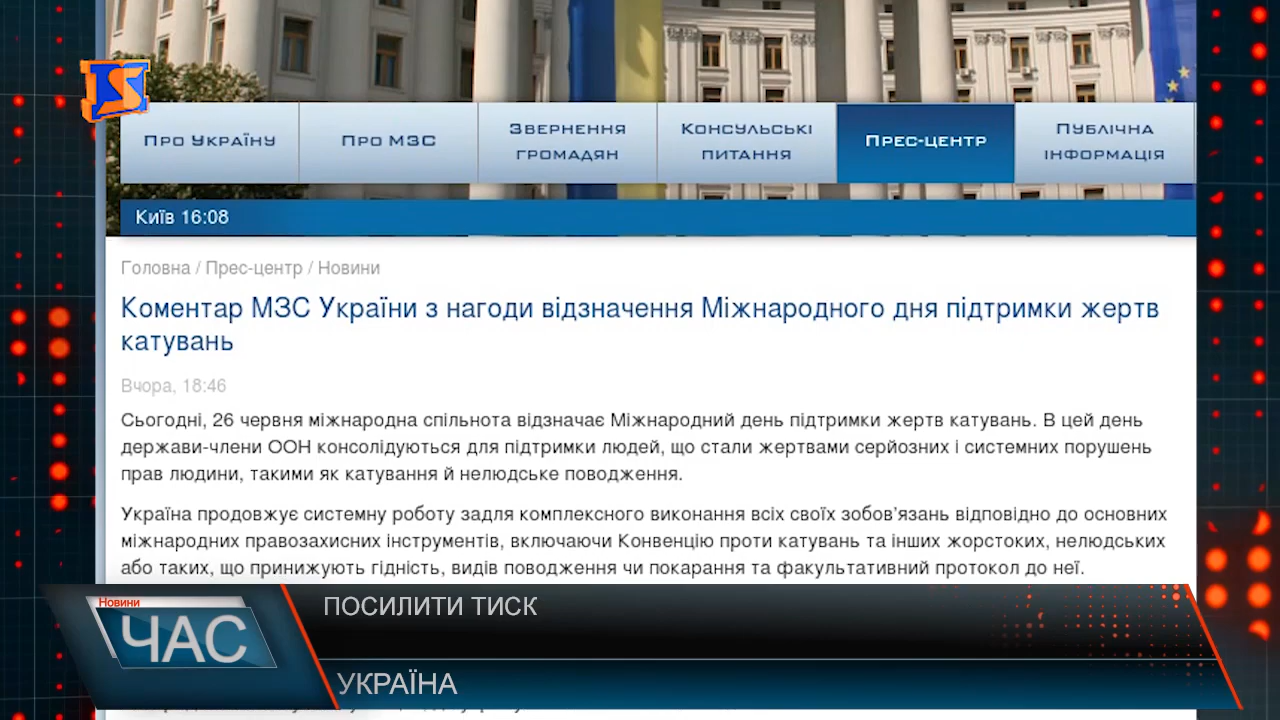 Про Україну
Про МЗС
Звернення
громадян
Консульські
питання
Прес-центр
Публічна
інформація
Київ 16:08
Головна / Прес-центр / Новини
Коментар МЗС України з нагоди відзначення Міжнародного дня підтримки жертв
катувань
Вчора, 18:46
Сьогодні, 26 червня міжнародна спільнота відзначає Міжнародний день підтримки жертв катувань. В цей день
держави-члени ООН консолідуються для підтримки людей, що стали жертвами серйозних і системних порушень
прав людини, такими як катування й нелюдське поводження.
Україна продовжує системну роботу задля комплексного виконання всіх своїх зобов'язань відповідно до основних
міжнародних правозахисних інструментів, включаючи Конвенцію проти катувань та інших жорстоких, нелюдських
або таких, що принижують гідність, видів поводження чи покарання та факультативний протокол до неї.
Новини
ЧАС
ПОСИЛИТИ ТИСК
УКРАЇНА